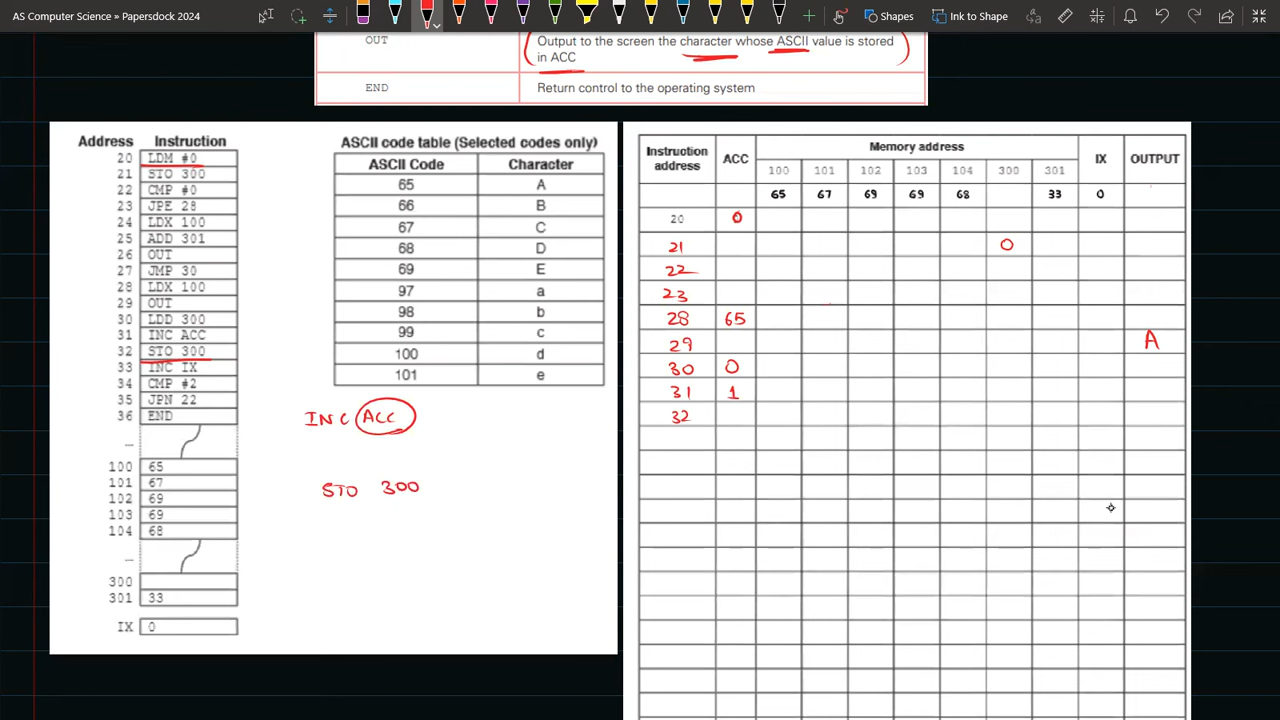 AS Computer Science » Papersdock 2024
Shapes
Ink to Shape
OUT
Output to the screen the character whose ASCII value is stored
in ACC
END
Return control to the operating system
Address Instruction
20 LDM #0
21 STO 300
22 CMP #0
23 JPE 28
24 LDX 100
25 ADD 301
26 OUT
27 JMP 30
28 LDX 100
29 OUT
30 LDD 300
31 INC ACC
32 STO 300
33 INC IX
34 CMP #2
35 JPN 22
36 END
...
100 65
101 67
102 69
103 69
104 68
...
300
301 33
IX 0
ASCII code table (Selected codes only)
ASCII Code Character
65 A
66 B
67 C
68 D
69 E
97 a
98 b
99 c
100 d
101 e
INC ACC
STO 300
Instruction
address
ACC
Memory address
IX
OUTPUT
100 101 102 103 104 300 301
65 67 69 69 68 33 0
20 0
21 0
22
23
28 65
29 A
30 0
31 1
32